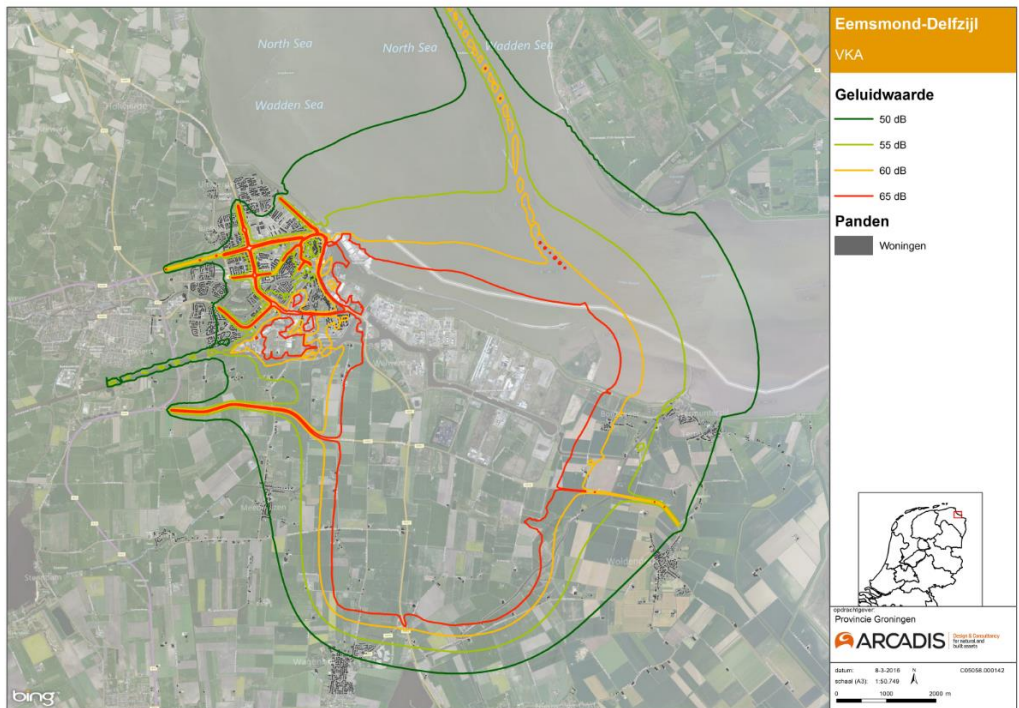 North Sea
North Sea
Wadden Sea
Wadden Sea
Eemsmond-Delfzijl
VKA
Geluidwaarde
50 dB
55 dB
60 dB
65 dB
Panden
Woningen
opdrachtgever:
Provincie Groningen
ARCADIS
Design & Consultancy
for natural and
built assets
datum: 8-3-2016 N C05058.000142
schaal (A3): 1:50.749
0 1000 2000 m
bing